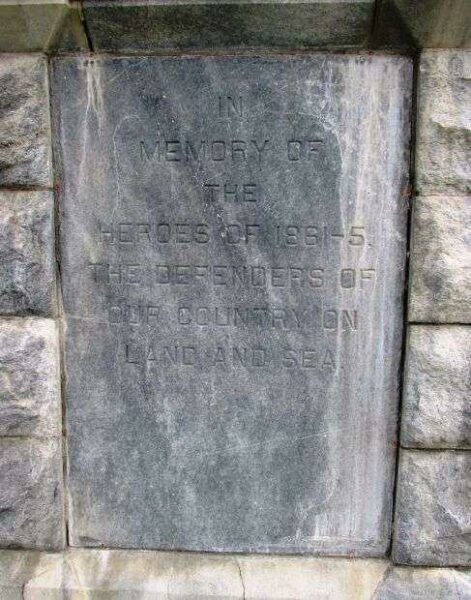 IN
MEMORY OF
THE
HEROES OF 1861-5.
THE DEFENDERS OF
OUR COUNTRY ON
LAND AND SEA.